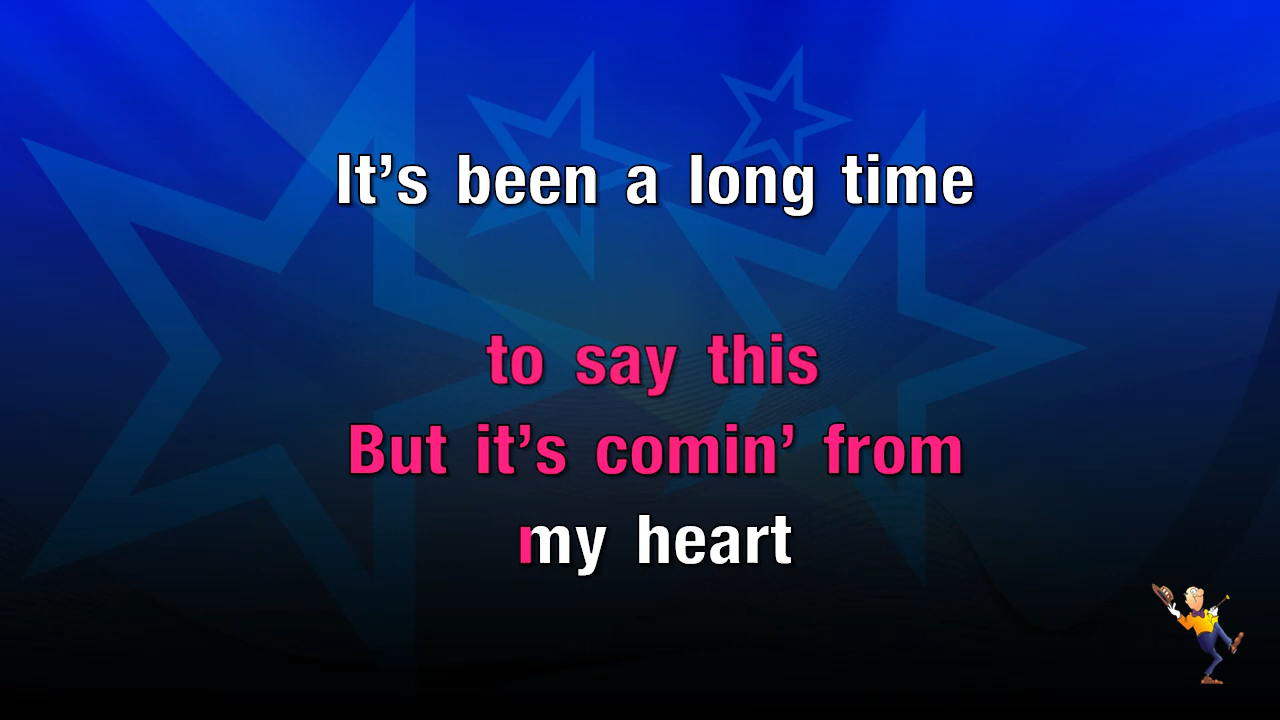 It’s been a long time
to say this
But it’s comin’ from
my heart